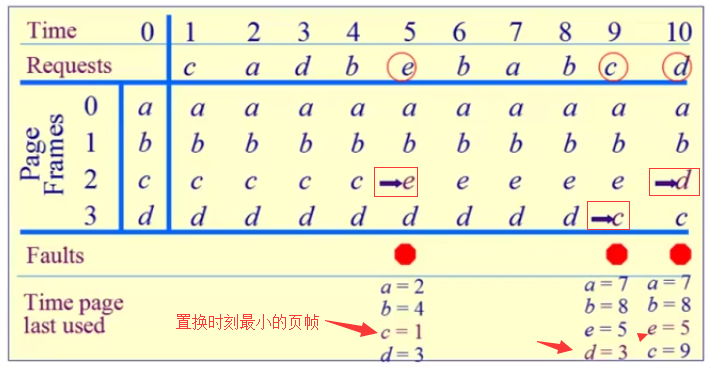 Time 0 1 2 3 4 5 6 7 8 9 10
Requests c a d b e b a b c d
Page Frames
0 a a a a a a a a a a a
1 b b b b b b b b b b b
2 c c c c c e e e e e d
3 d d d d d d d d d c c
Faults
Time page last used
a = 2 a = 7 a = 7
b = 4 b = 8 b = 8
置换时刻最小的页帧 c = 1 e = 5 e = 5
d = 3 d = 3 c = 9